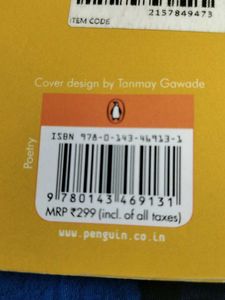 2157849473
ITEM CODE
Cover design by Tanmay Gawade
Poetry
ISBN 978-0-143-46913-1
9 780143 469131
MRP ₹299 (incl. of all taxes)
www.penguin.co.in